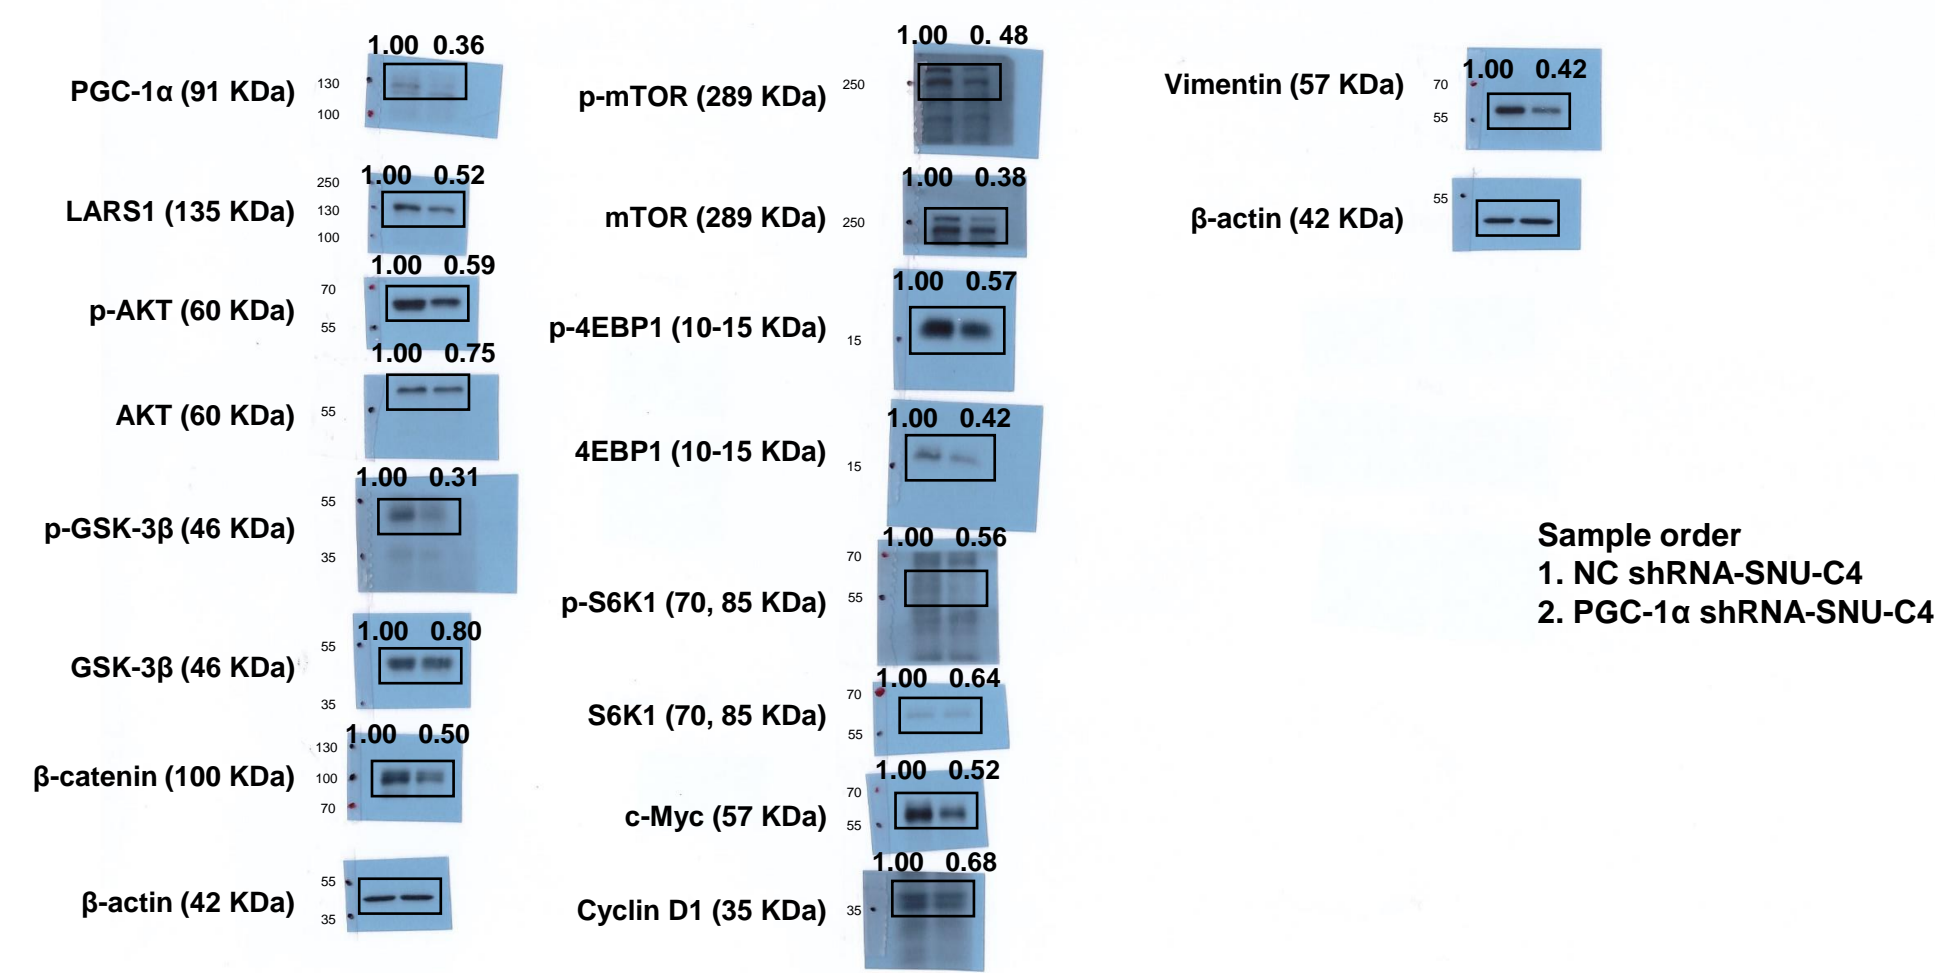 1.00 0.36
PGC-1α (91 KDa)
130
100
1.00 0.52
LARS1 (135 KDa)
250
130
100
1.00 0.59
p-AKT (60 KDa)
70
55
1.00 0.75
AKT (60 KDa)
55
1.00 0.31
p-GSK-3β (46 KDa)
55
35
1.00 0.80
GSK-3β (46 KDa)
55
35
1.00 0.50
β-catenin (100 KDa)
130
100
70
β-actin (42 KDa)
55
35
1.00 0. 48
p-mTOR (289 KDa)
250
1.00 0.38
mTOR (289 KDa)
250
1.00 0.57
p-4EBP1 (10-15 KDa)
15
1.00 0.42
4EBP1 (10-15 KDa)
15
1.00 0.56
p-S6K1 (70, 85 KDa)
70
55
1.00 0.64
S6K1 (70, 85 KDa)
70
55
1.00 0.52
c-Myc (57 KDa)
70
55
1.00 0.68
Cyclin D1 (35 KDa)
35
1.00 0.42
Vimentin (57 KDa)
70
55
β-actin (42 KDa)
55
Sample order
1. NC shRNA-SNU-C4
2. PGC-1α shRNA-SNU-C4